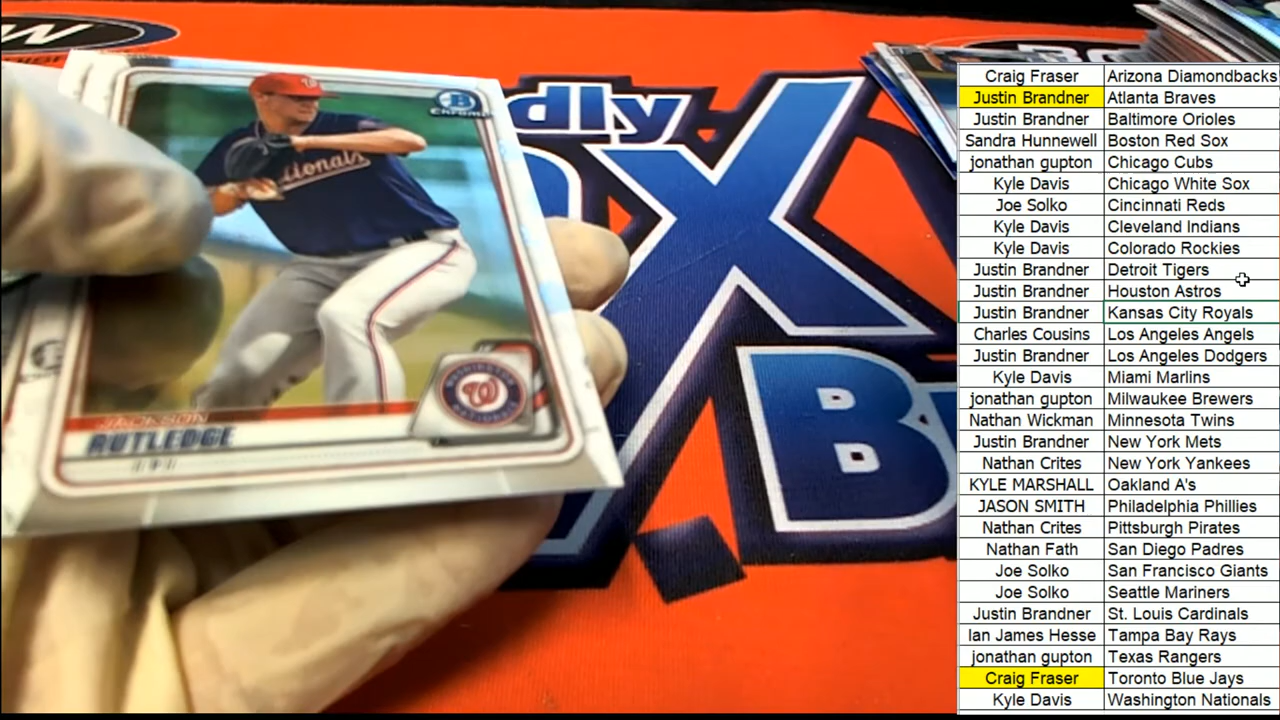 Chrome
Nationals
JACKSON
RUTLEDGE
WASHINGTON
NATIONALS
dly
Craig Fraser Arizona Diamondbacks
Justin Brandner Atlanta Braves
Justin Brandner Baltimore Orioles
Sandra Hunnewell Boston Red Sox
jonathan gupton Chicago Cubs
Kyle Davis Chicago White Sox
Joe Solko Cincinnati Reds
Kyle Davis Cleveland Indians
Kyle Davis Colorado Rockies
Justin Brandner Detroit Tigers
Justin Brandner Houston Astros
Justin Brandner Kansas City Royals
Charles Cousins Los Angeles Angels
Justin Brandner Los Angeles Dodgers
Kyle Davis Miami Marlins
jonathan gupton Milwaukee Brewers
Nathan Wickman Minnesota Twins
Justin Brandner New York Mets
Nathan Crites New York Yankees
KYLE MARSHALL Oakland A's
JASON SMITH Philadelphia Phillies
Nathan Crites Pittsburgh Pirates
Nathan Fath San Diego Padres
Joe Solko San Francisco Giants
Joe Solko Seattle Mariners
Justin Brandner St. Louis Cardinals
Ian James Hesse Tampa Bay Rays
jonathan gupton Texas Rangers
Craig Fraser Toronto Blue Jays
Kyle Davis Washington Nationals